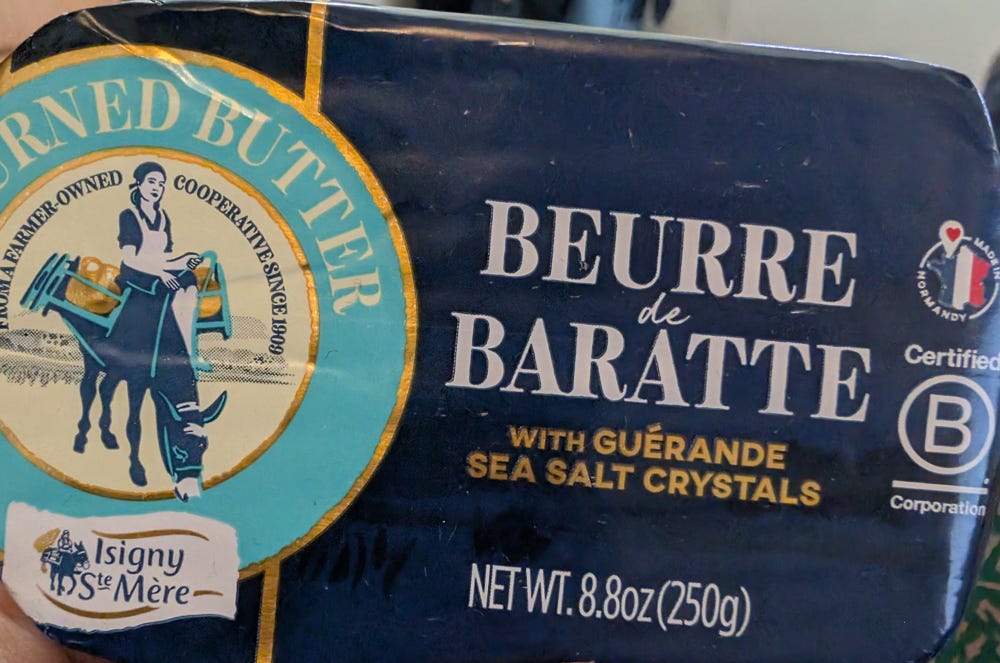 URNED BUTTER
FROM A FARMER-OWNED COOPERATIVE SINCE 1909
Isigny
Ste Mère
BEURRE
de
BARATTE
WITH GUÉRANDE
SEA SALT CRYSTALS
NET WT. 8.8oz (250g)
MADE IN
NORMANDY
Certified
B
Corporation